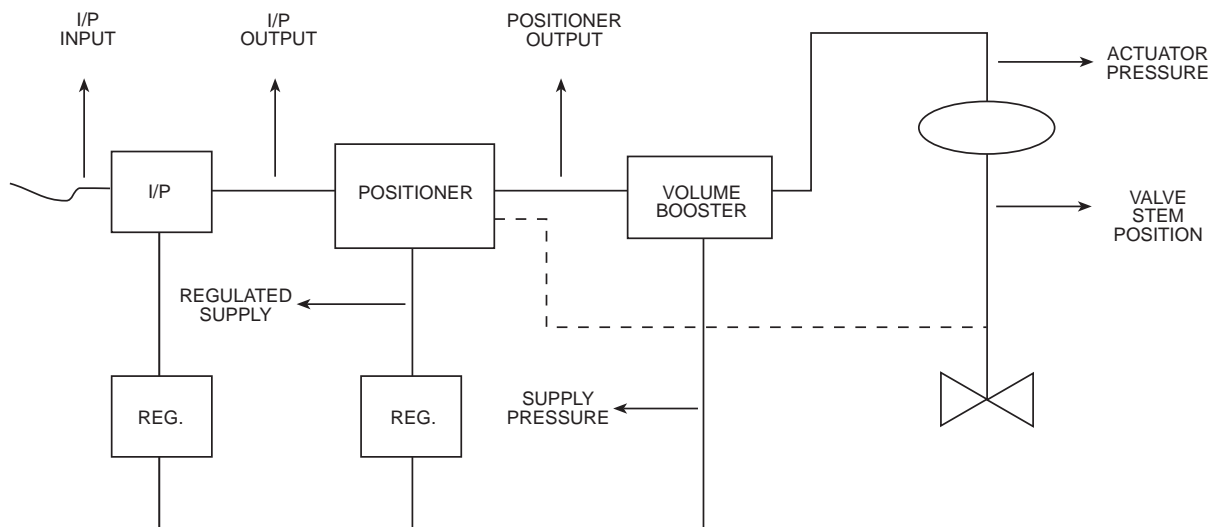 I/P
INPUT
I/P
OUTPUT
POSITIONER
OUTPUT
ACTUATOR
PRESSURE
I/P
POSITIONER
VOLUME
BOOSTER
VALVE
STEM
POSITION
REGULATED
SUPPLY
REG.
REG.
SUPPLY
PRESSURE